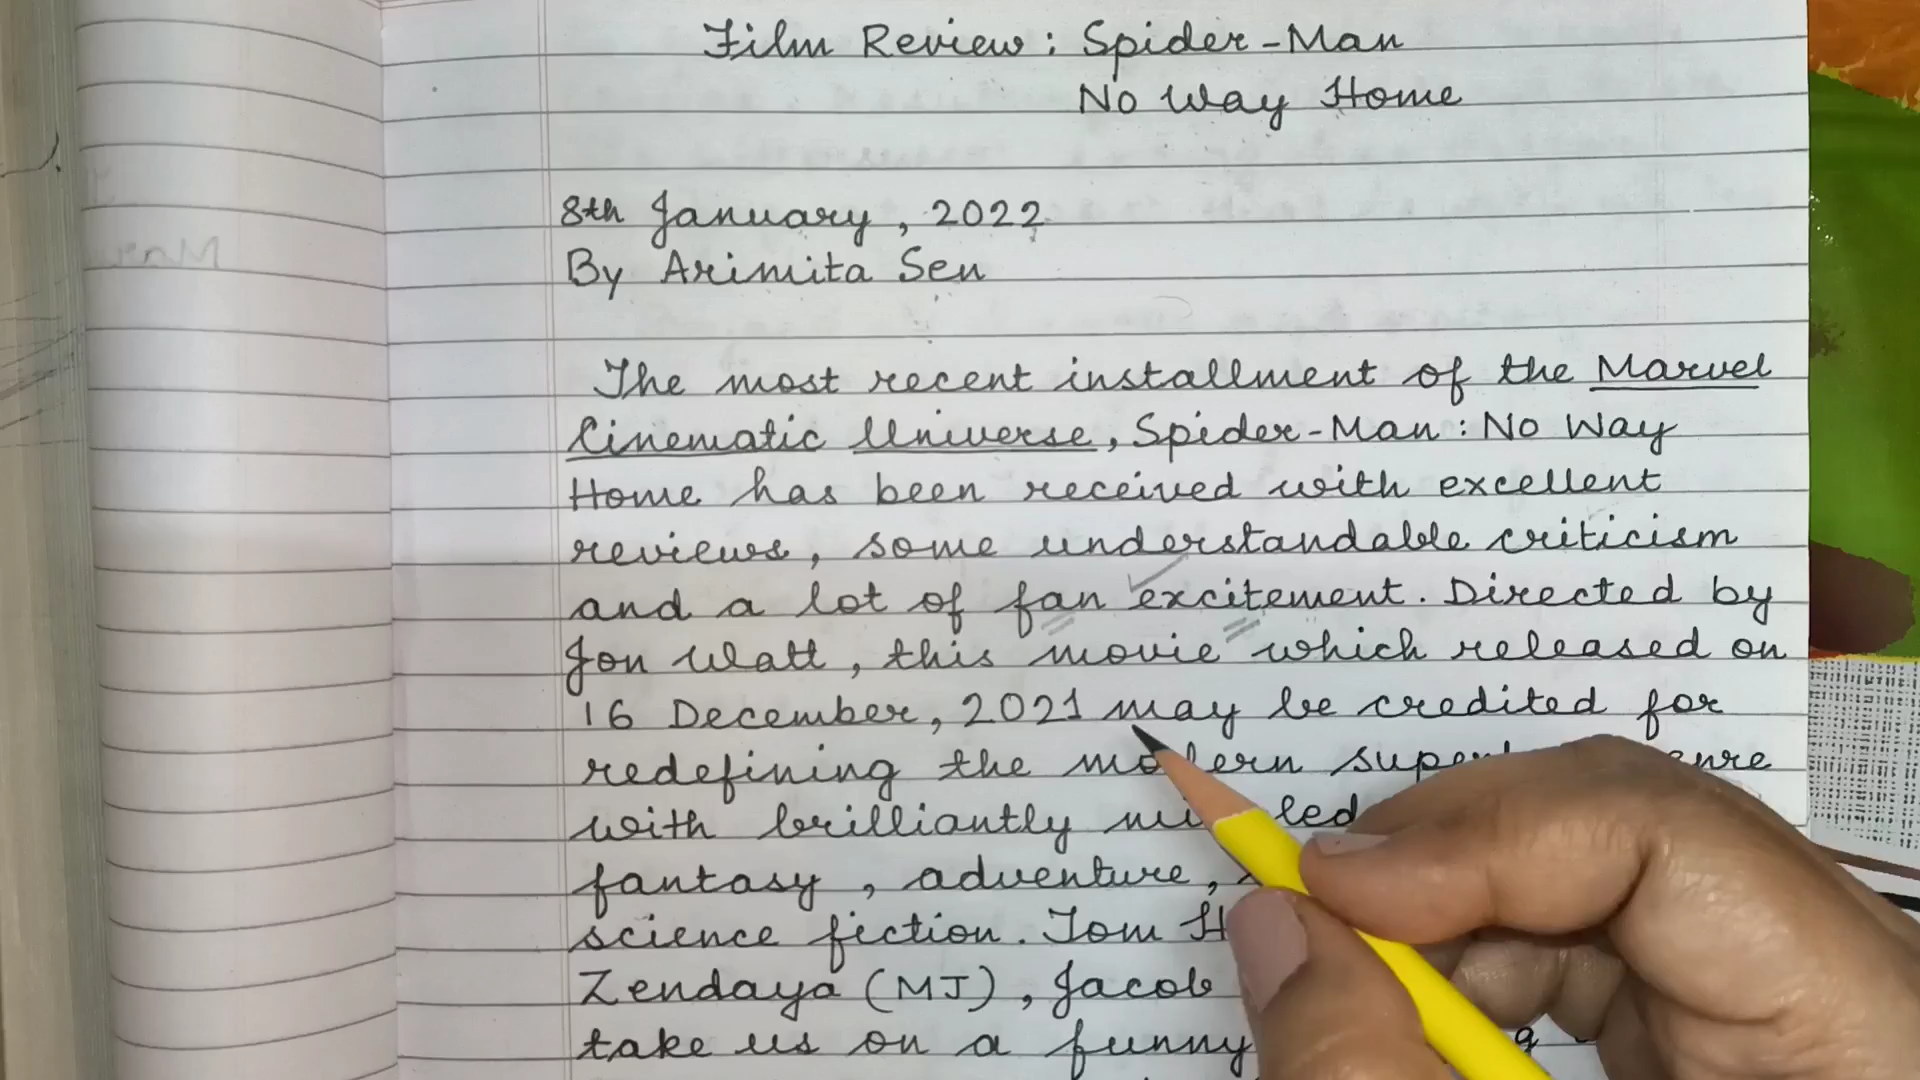 Film Review: Spider-Man
No Way Home
8th January, 2022
By Arimita Sen
The most recent installment of the Marvel
Cinematic Universe, Spider-Man: No Way
Home has been received with excellent
reviews, some understandable criticism
and a lot of fan excitement. Directed by
Jon Watt, this movie which released on
16 December, 2021 may be credited for
redefining the modern
with brilliantly
fantasy, adventure,
science fiction. Tom
Zendaya (MJ), Jacob
take us on a funny